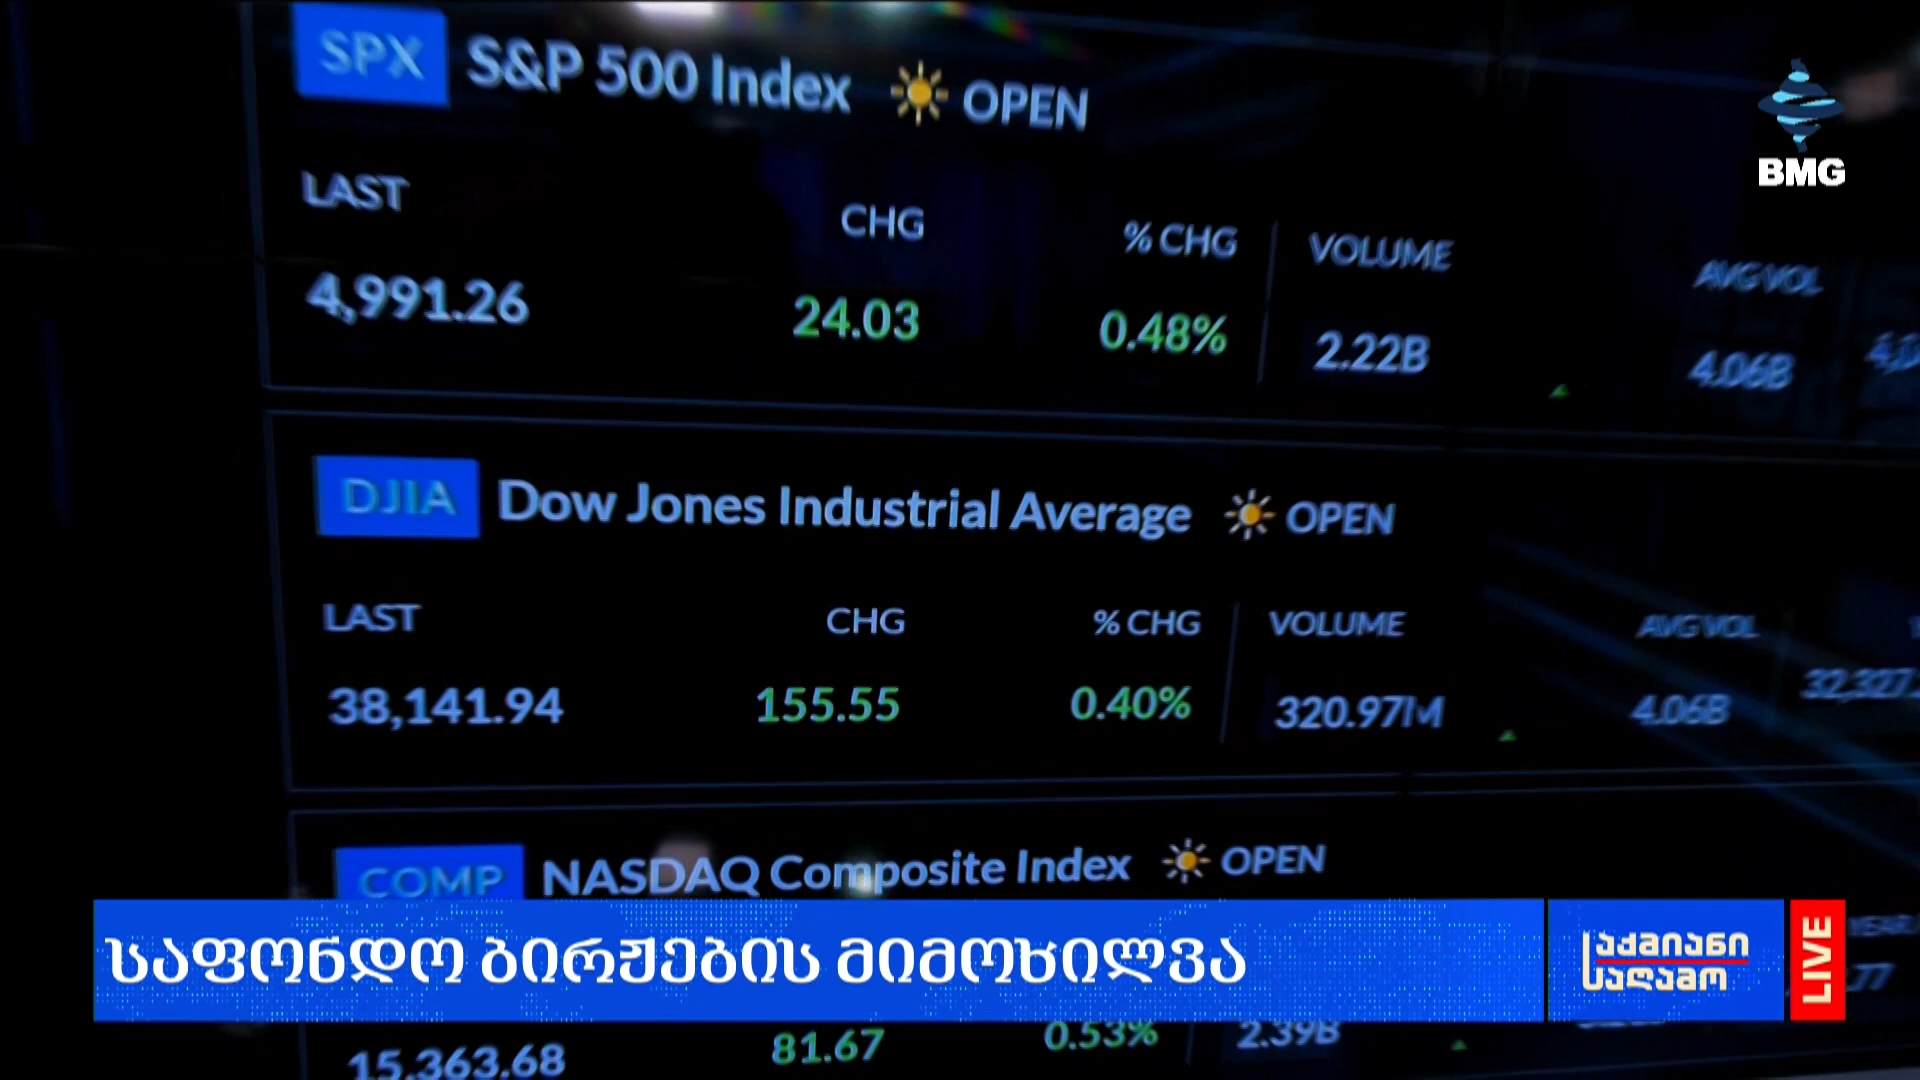 SPX S&P 500 Index OPEN
BMG
LAST CHG % CHG VOLUME AVG VOL
4,991.26 24.03 0.48% 2.22B 4.06B
DJIA Dow Jones Industrial Average OPEN
LAST CHG % CHG VOLUME AVG VOL
38,141.94 155.55 0.40% 320.97M 4.06B
COMP NASDAQ Composite Index OPEN
საფონდო ბირჟების მიმოხილვა
საქმიანი
საღამო
LIVE
15,363.68 81.67 0.53% 2.39B